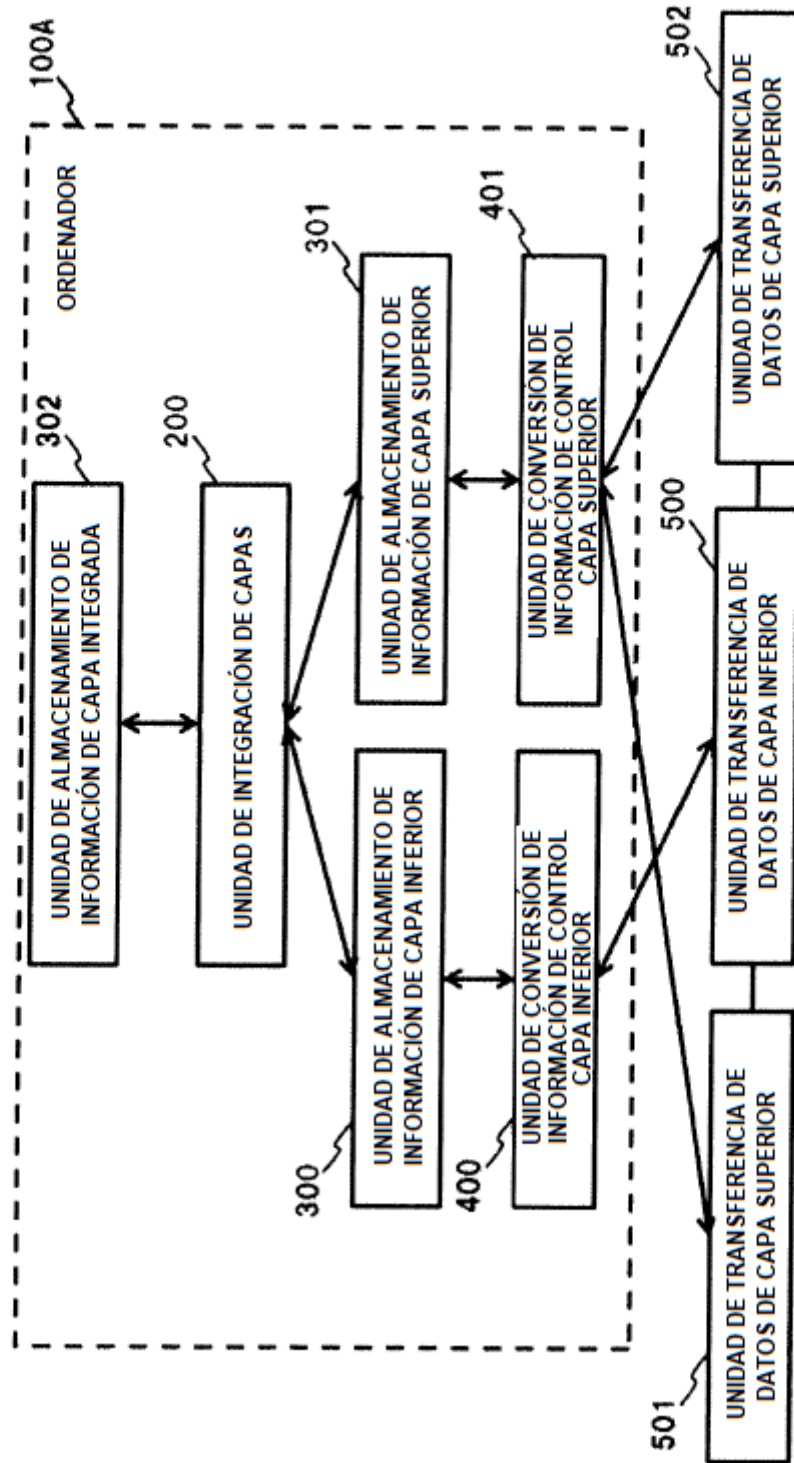 100A
ORDENADOR
302
UNIDAD DE ALMACENAMIENTO DE
INFORMACIÓN DE CAPA INTEGRADA
200
UNIDAD DE INTEGRACIÓN DE CAPAS
300
UNIDAD DE ALMACENAMIENTO DE
INFORMACIÓN DE CAPA INFERIOR
301
UNIDAD DE ALMACENAMIENTO DE
INFORMACIÓN DE CAPA SUPERIOR
400
UNIDAD DE CONVERSIÓN DE
INFORMACIÓN DE CONTROL
CAPA INFERIOR
401
UNIDAD DE CONVERSIÓN DE
INFORMACIÓN DE CONTROL
CAPA SUPERIOR
501
UNIDAD DE TRANSFERENCIA DE
DATOS DE CAPA SUPERIOR
500
UNIDAD DE TRANSFERENCIA DE
DATOS DE CAPA INFERIOR
502
UNIDAD DE TRANSFERENCIA DE
DATOS DE CAPA SUPERIOR